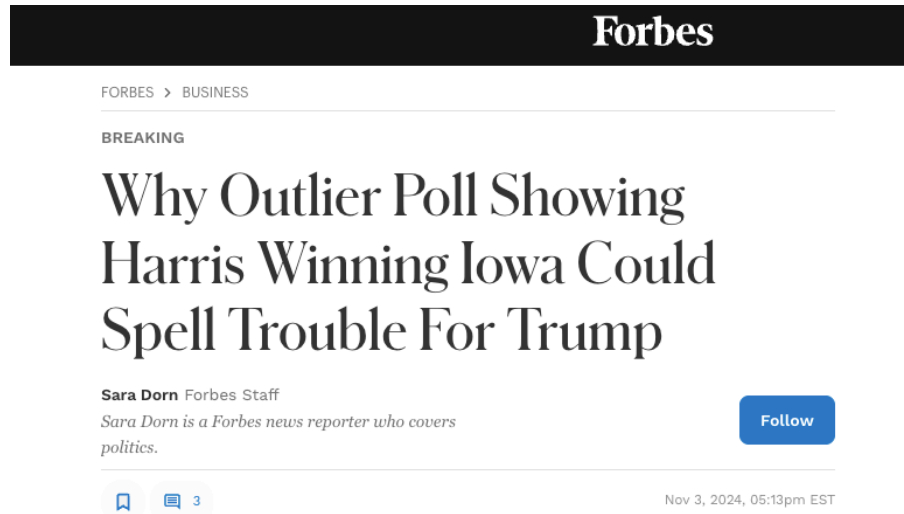 Forbes
FORBES > BUSINESS
BREAKING
Why Outlier Poll Showing
Harris Winning Iowa Could
Spell Trouble For Trump
Sara Dorn Forbes Staff
Sara Dorn is a Forbes news reporter who covers
politics.
Follow
3
Nov 3, 2024, 05:13pm EST